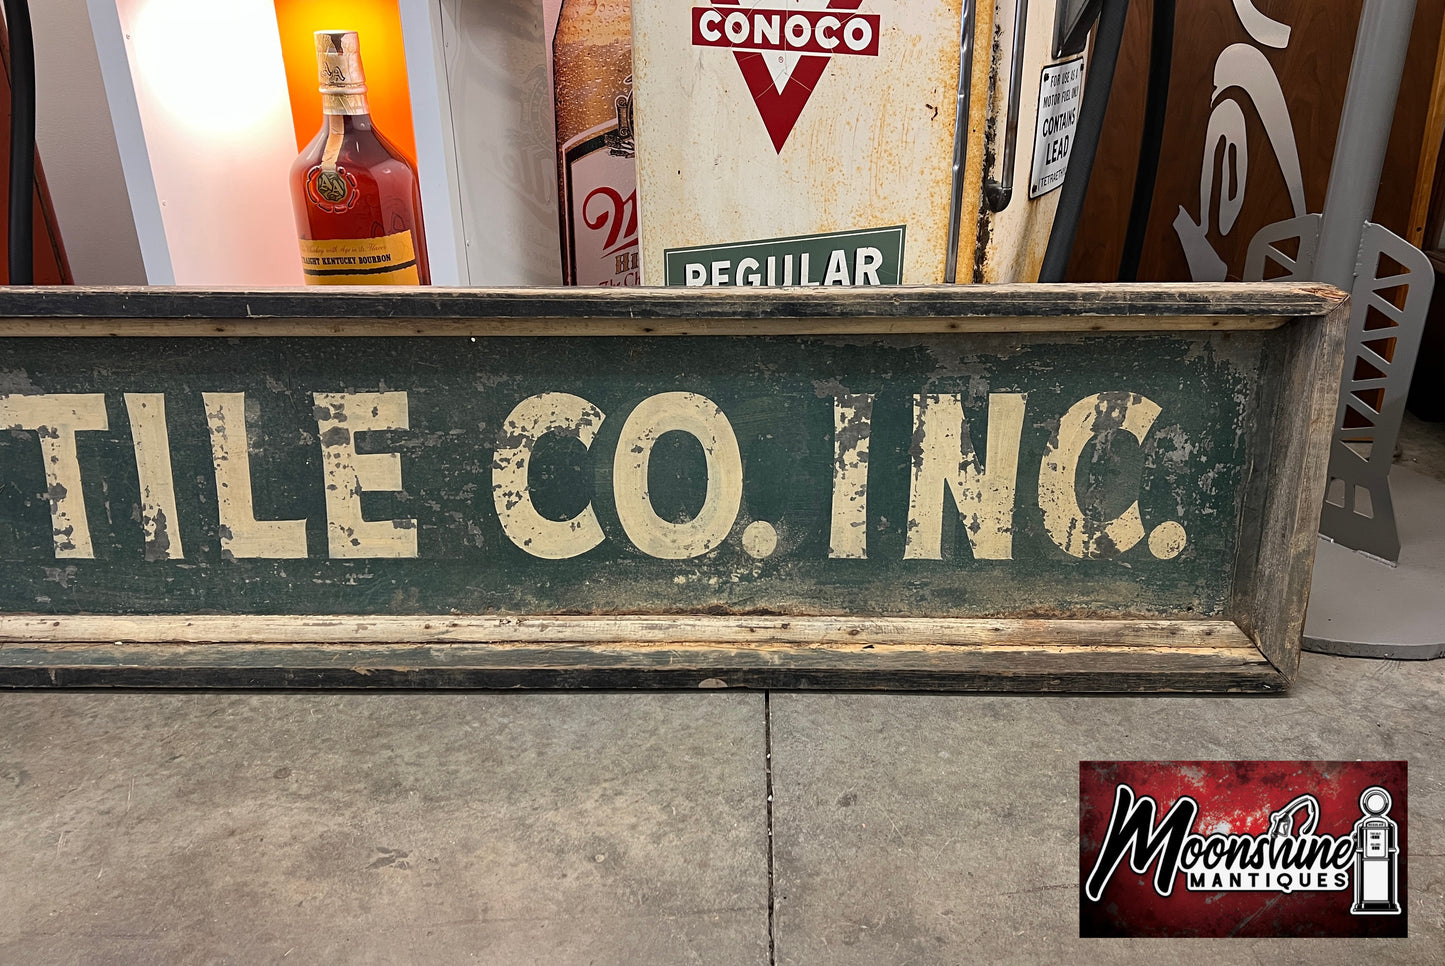 CONOCO
FOR USE AS A
MOTOR FUEL ONLY
CONTAINS
LEAD
REGULAR
STRAIGHT KENTUCKY BOURBON
TILE CO. INC.
Moonshine
MANTIQUES